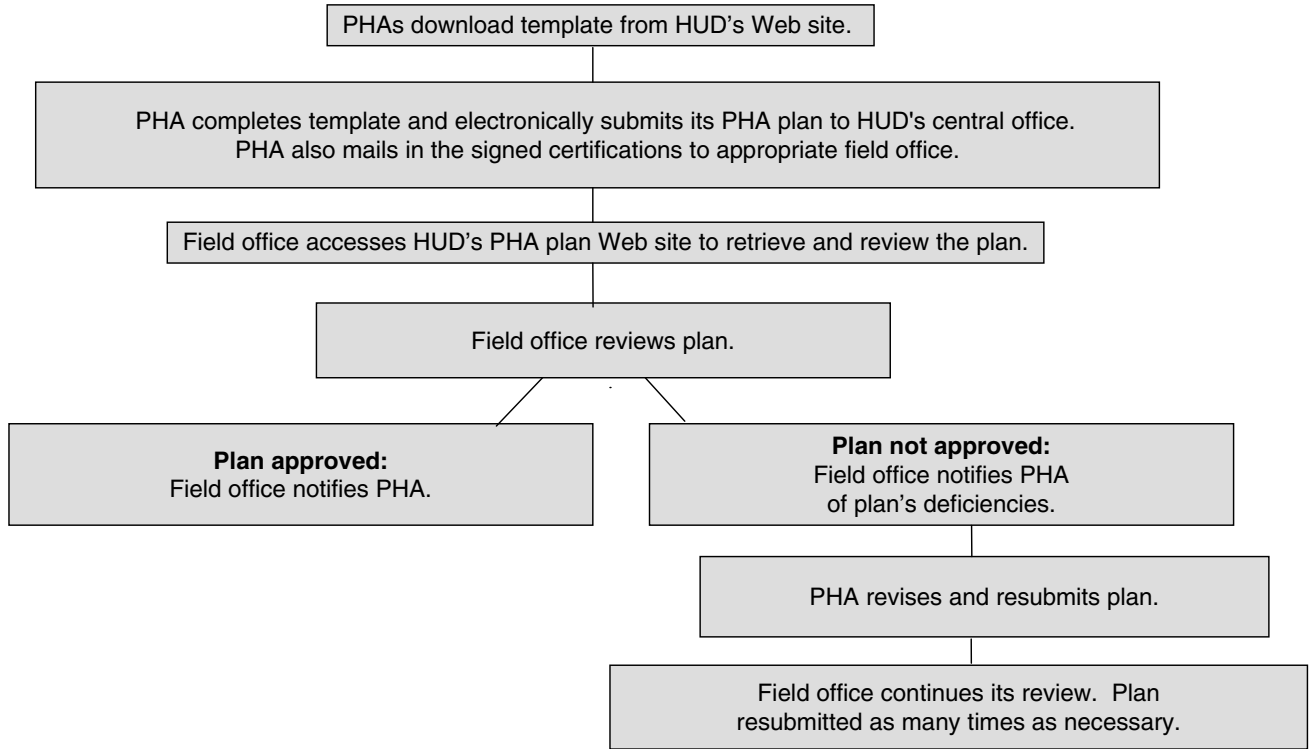 PHAs download template from HUD’s Web site.
PHA completes template and electronically submits its PHA plan to HUD's central office.
PHA also mails in the signed certifications to appropriate field office.
Field office accesses HUD’s PHA plan Web site to retrieve and review the plan.
Field office reviews plan.
Plan approved:
Field office notifies PHA.
Plan not approved:
Field office notifies PHA
of plan’s deficiencies.
PHA revises and resubmits plan.
Field office continues its review.  Plan
resubmitted as many times as necessary.